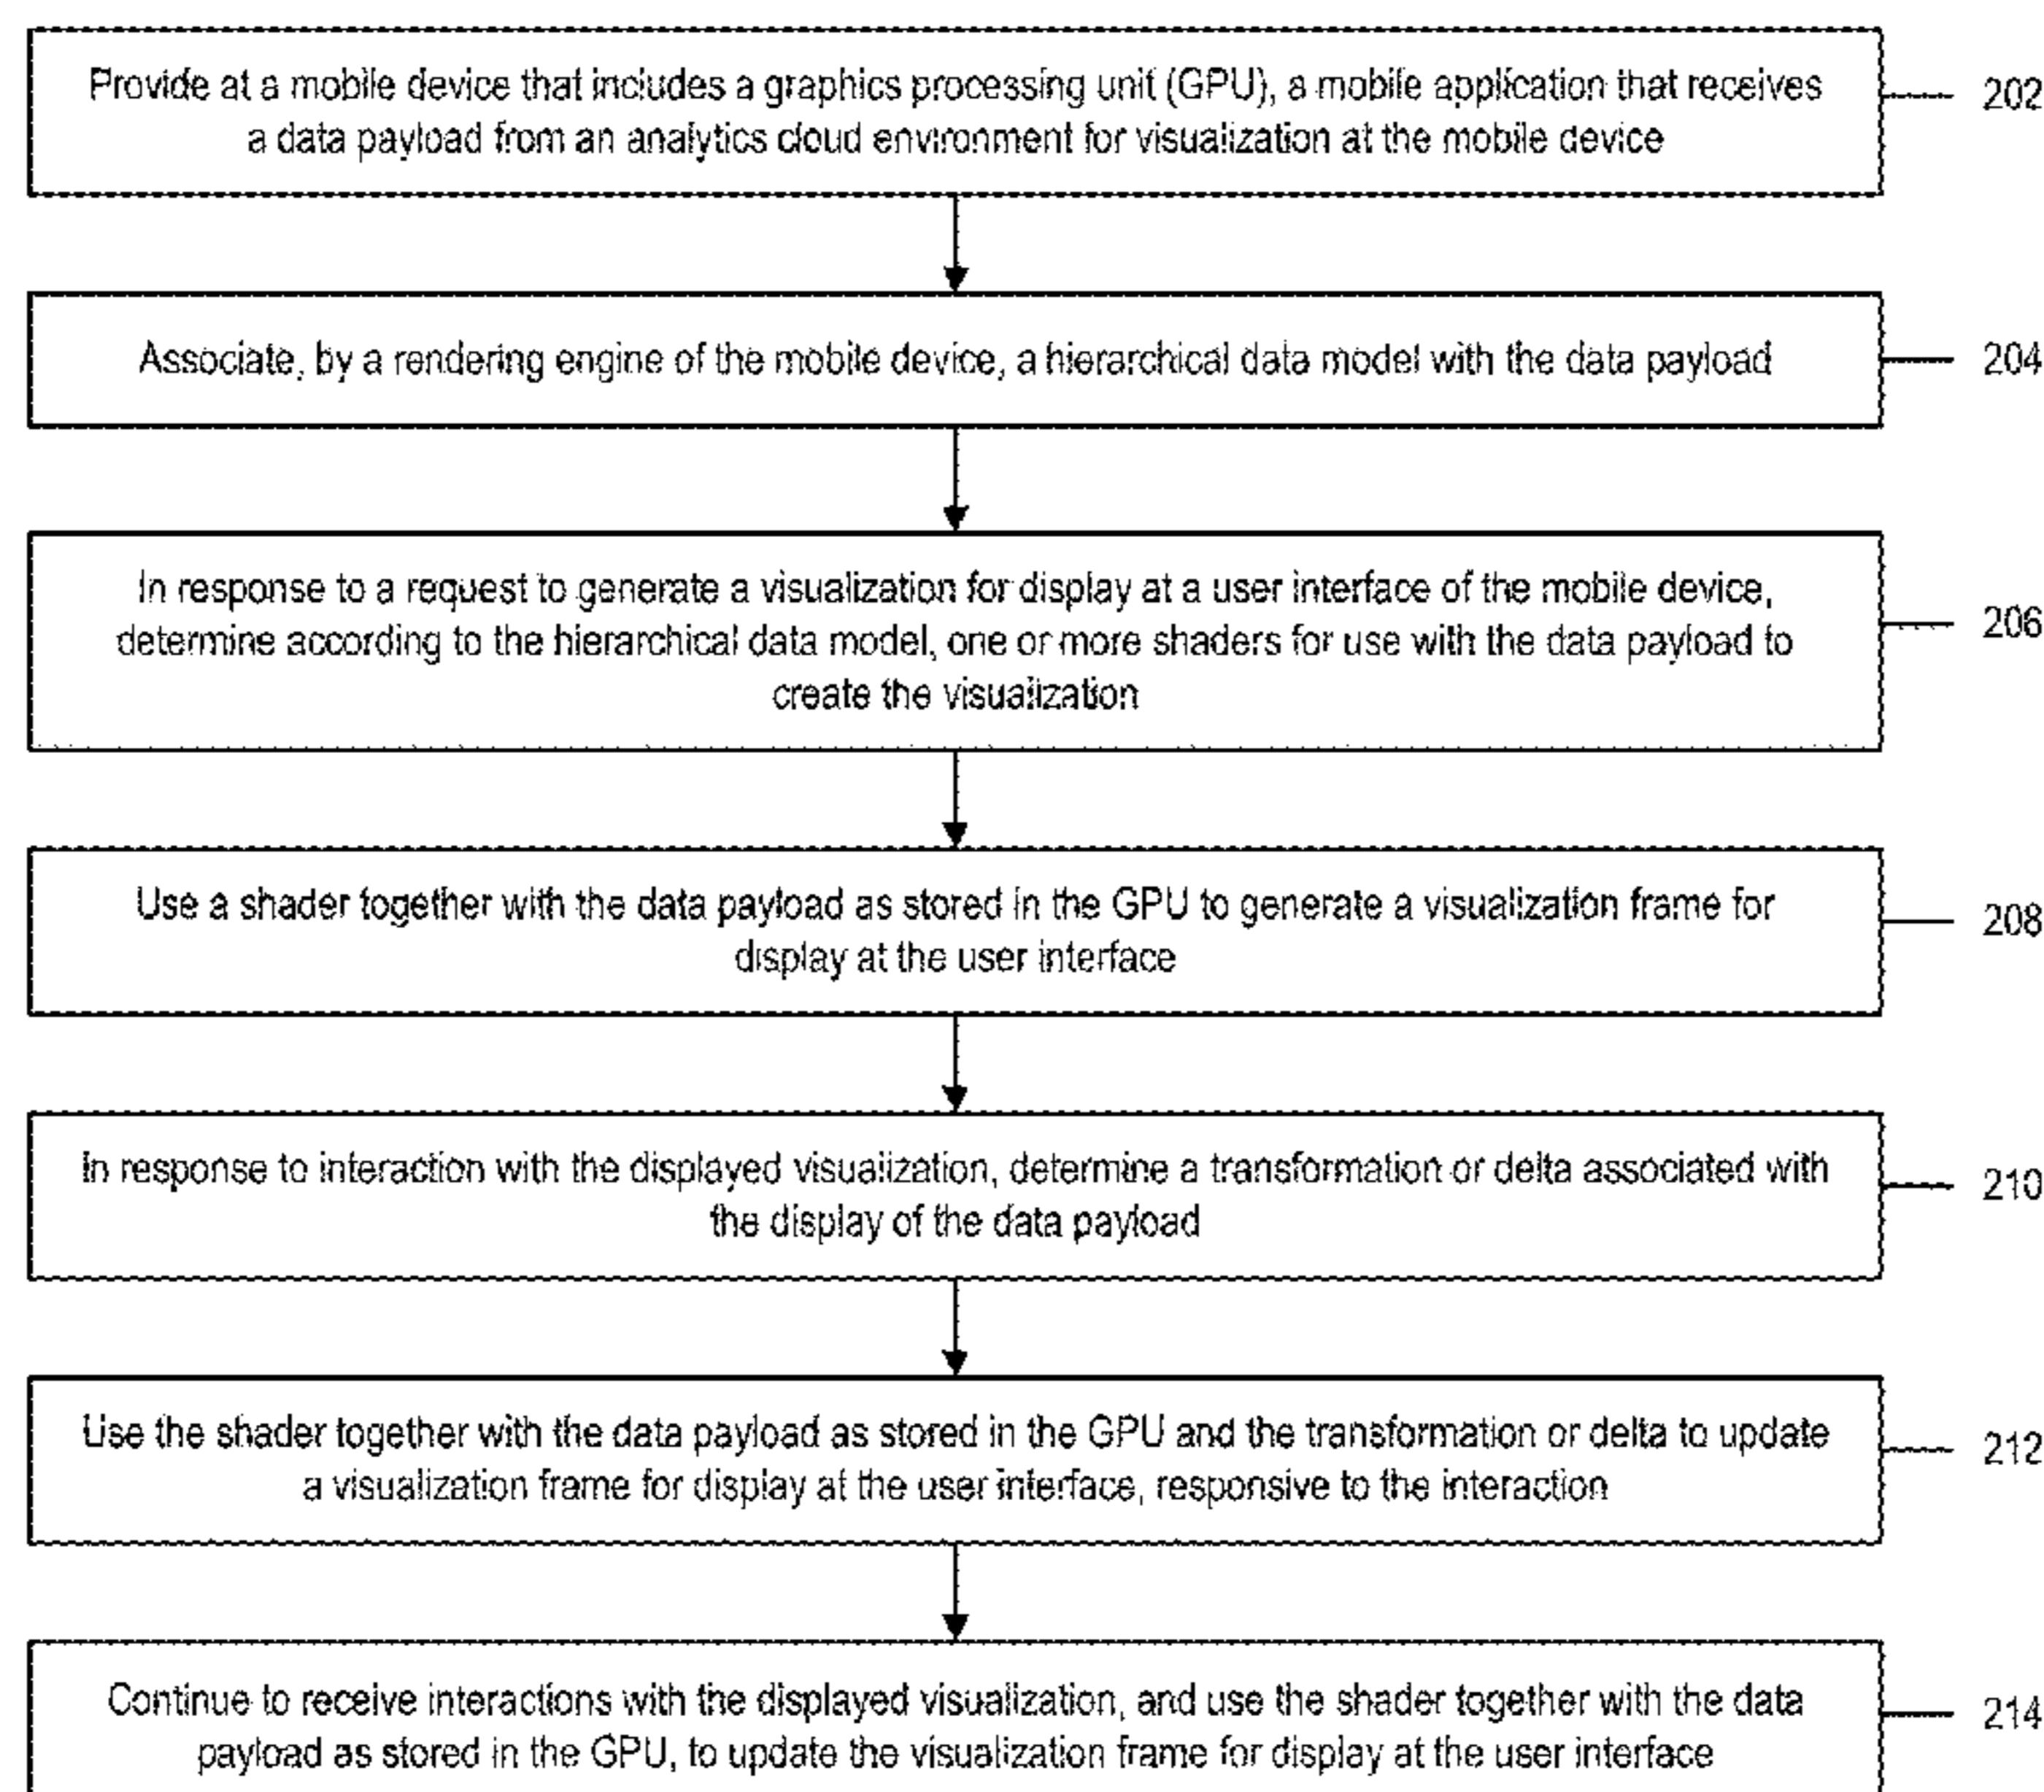 Provide at a mobile device that includes a graphics processing unit (GPU), a mobile application that receives
a data payload from an analytics cloud environment for visualization at the mobile device
202
Associate, by a rendering engine of the mobile device, a hierarchical data model with the data payload
204
In response to a request to generate a visualization for display at a user interface of the mobile device,
determine according to the hierarchical data model, one or more shaders for use with the data payload to
create the visualization
206
Use a shader together with the data payload as stored in the GPU to generate a visualization frame for
display at the user interface
208
In response to interaction with the displayed visualization, determine a transformation or delta associated with
the display of the data payload
210
Use the shader together with the data payload as stored in the GPU and the transformation or delta to update
a visualization frame for display at the user interface, responsive to the interaction
212
Continue to receive interactions with the displayed visualization, and use the shader together with the data
payload as stored in the GPU, to update the visualization frame for display at the user interface
214